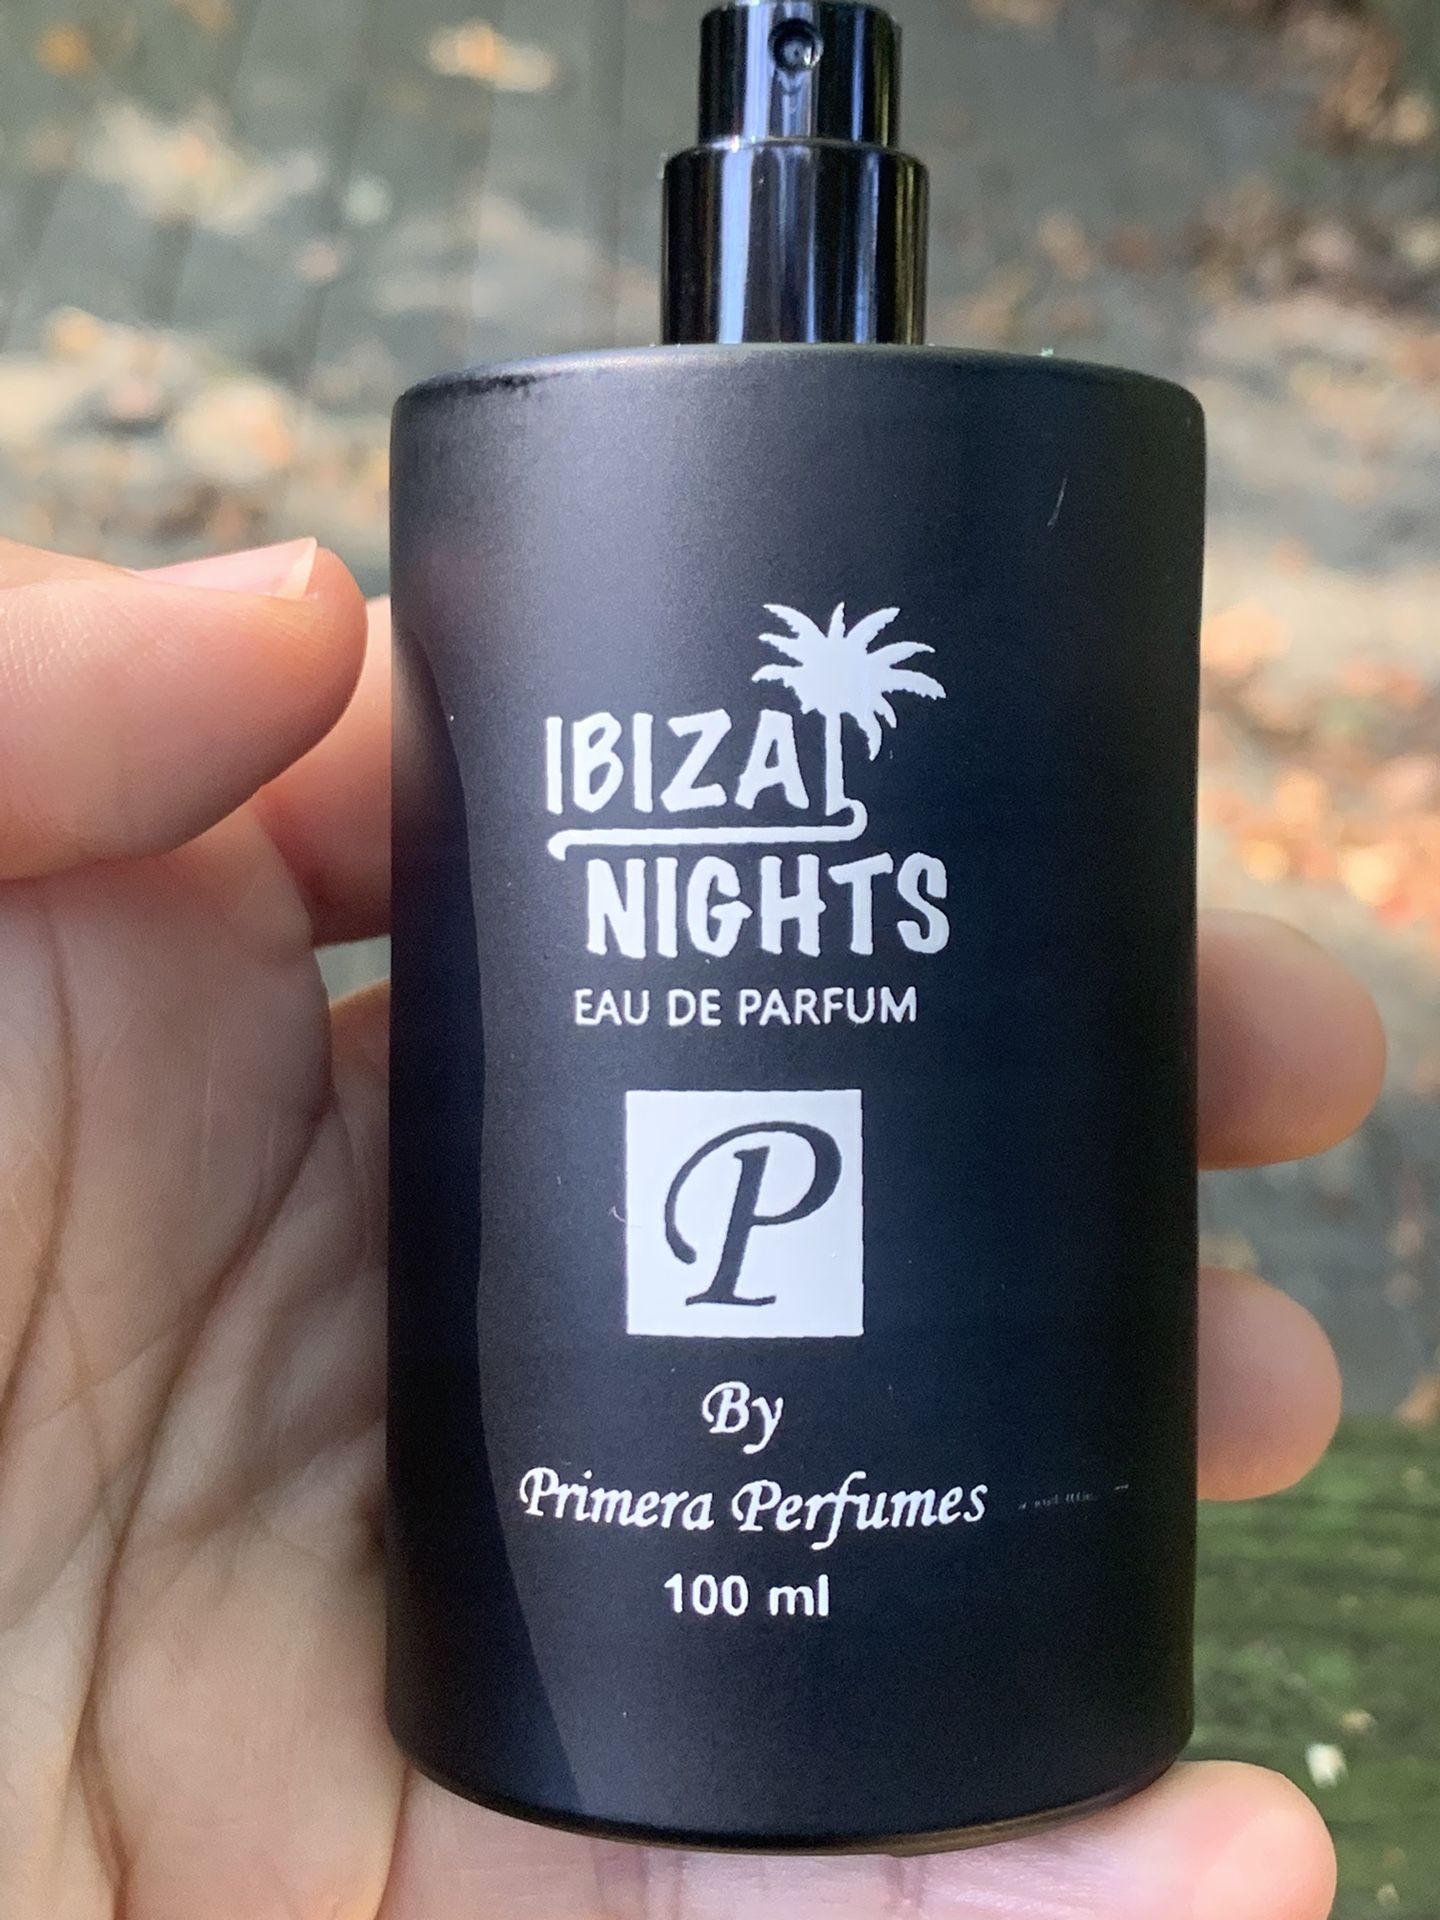 IBIZA
NIGHTS
EAU DE PARFUM
P
By
Primera Perfumes
100 ml